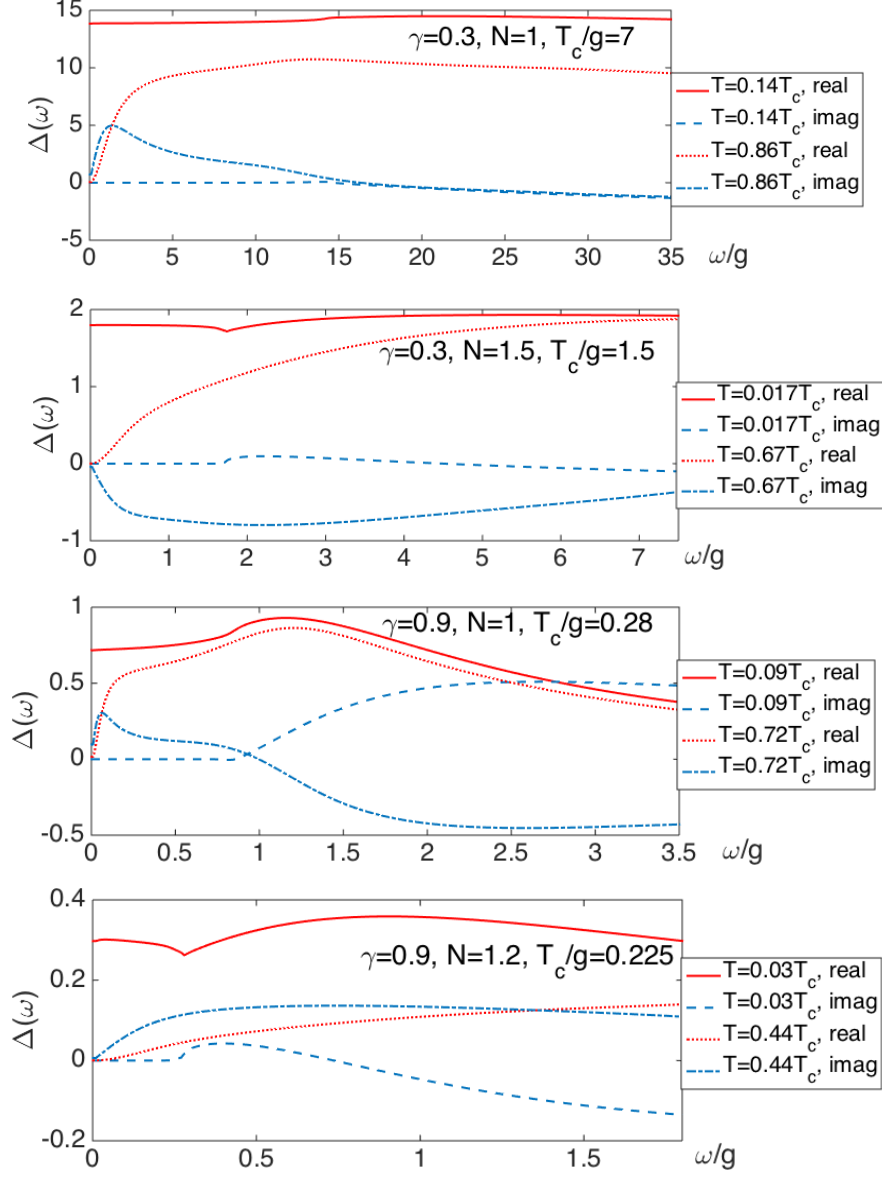 15
10
5
0
-5
Δ(ω)
γ=0.3, N=1, T_c/g=7
T=0.14T_c, real
T=0.14T_c, imag
T=0.86T_c, real
T=0.86T_c, imag
0 5 10 15 20 25 30 35 ω/g
2
1
0
-1
Δ(ω)
γ=0.3, N=1.5, T_c/g=1.5
T=0.017T_c, real
T=0.017T_c, imag
T=0.67T_c, real
T=0.67T_c, imag
0 1 2 3 4 5 6 7 ω/g
1
0.5
0
-0.5
Δ(ω)
γ=0.9, N=1, T_c/g=0.28
T=0.09T_c, real
T=0.09T_c, imag
T=0.72T_c, real
T=0.72T_c, imag
0 0.5 1 1.5 2 2.5 3 3.5 ω/g
0.4
0.2
0
-0.2
Δ(ω)
γ=0.9, N=1.2, T_c/g=0.225
T=0.03T_c, real
T=0.03T_c, imag
T=0.44T_c, real
T=0.44T_c, imag
0 0.5 1 1.5 ω/g